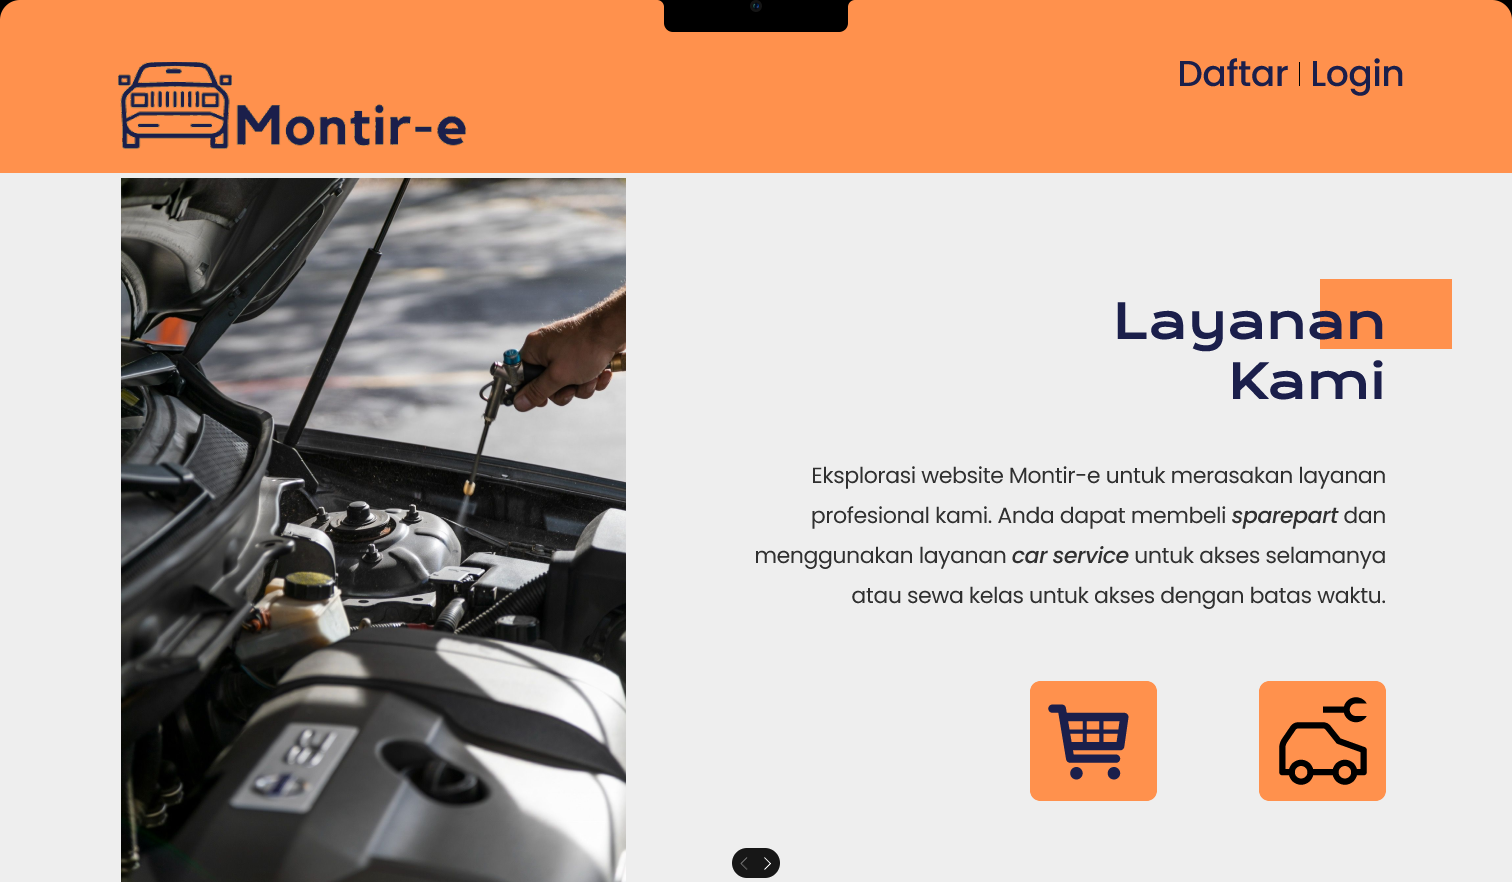 Daftar | Login
Montir-e
Layanan
Kami
Eksplorasi website Montir-e untuk merasakan layanan
profesional kami. Anda dapat membeli sparepart dan
menggunakan layanan car service untuk akses selamanya
atau sewa kelas untuk akses dengan batas waktu.